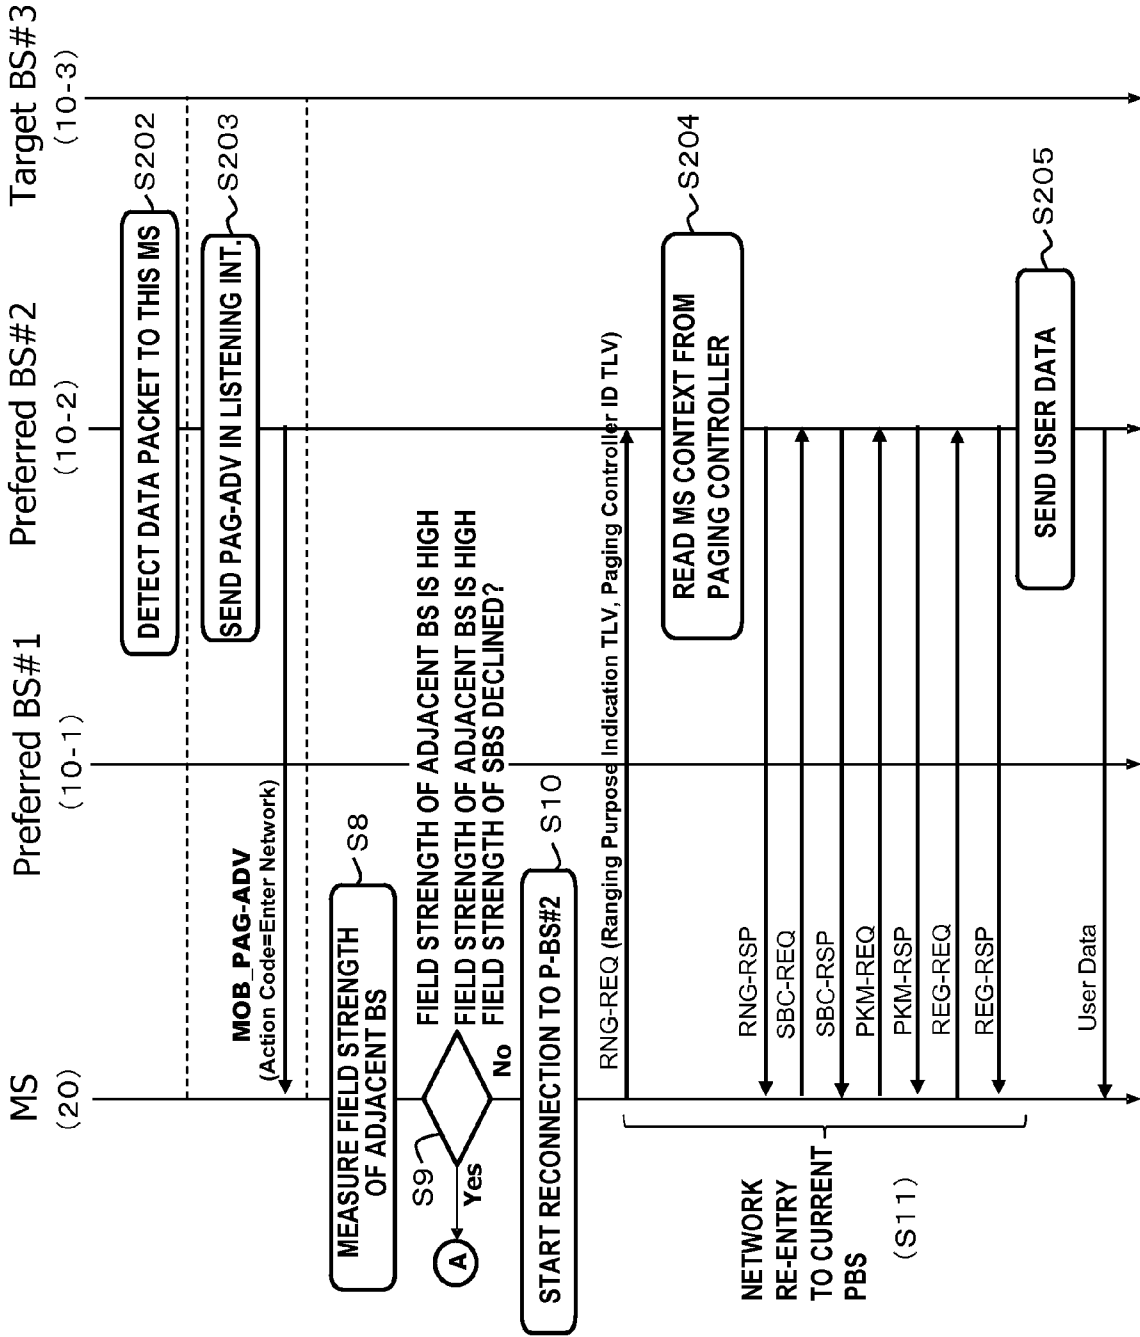 MS
(20)
Preferred BS#1
(10-1)
Preferred BS#2
(10-2)
Target BS#3
(10-3)
DETECT DATA PACKET TO THIS MS
S202
SEND PAG-ADV IN LISTENING INT.
S203
MOB_PAG-ADV
(Action Code=Enter Network)
MEASURE FIELD STRENGTH
OF ADJACENT BS
S8
S9
Yes
A
No
FIELD STRENGTH OF ADJACENT BS IS HIGH
FIELD STRENGTH OF ADJACENT BS IS HIGH
FIELD STRENGTH OF SBS DECLINED?
START RECONNECTION TO P-BS#2
S10
RNG-REQ (Ranging Purpose Indication TLV, Paging Controller ID TLV)
READ MS CONTEXT FROM
PAGING CONTROLLER
S204
RNG-RSP
SBC-REQ
SBC-RSP
PKM-REQ
PKM-RSP
REG-REQ
REG-RSP
NETWORK
RE-ENTRY
TO CURRENT
PBS
(S11)
SEND USER DATA
S205
User Data